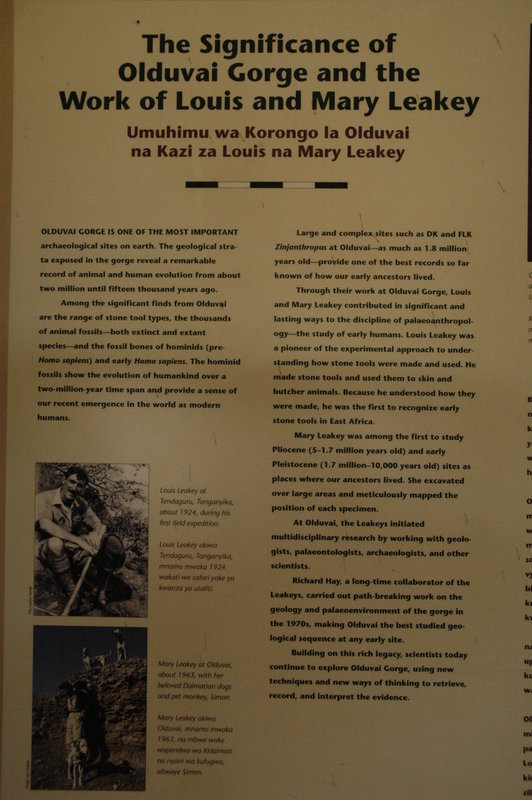 The Significance of
Olduvai Gorge and the
Work of Louis and Mary Leakey
Umuhimu wa Korongo la Olduvai
na Kazi za Louis na Mary Leakey
OLDUVAI GORGE IS ONE OF THE MOST IMPORTANT
archaeological sites on earth. The geological stra-
ta exposed in the gorge reveal a remarkable
record of animal and human evolution from about
two million until fifteen thousand years ago.
Among the significant finds from Olduvai
are the range of stone tool types, the thousands
of animal fossils—both extinct and extant
species—and the fossil bones of hominids (pre-
Homo sapiens) and early Homo sapiens. The hominid
fossils show the evolution of humankind over a
two-million-year time span and provide a sense of
our recent emergence in the world as modern
humans.
Louis Leakey at
Tendaguru, Tanganyika,
about 1924, during his
first field expedition.
Louis Leakey akiwa
Tendaguru, Tanganyika,
mnamo mwaka 1924
wakati wa safari yake ya
kwanza ya utafiti.
Mary Leakey at Olduvai,
about 1963, with her
beloved Dalmatian dogs
and pet monkey, Simon.
Mary Leakey akiwa
Olduvai, mnamo mwaka
1963, na mbwa wake
wapendwa wa Kidalmati
na nyani wa kufugwa,
aitwaye Simon.
Large and complex sites such as DK and FLK
Zinjanthropus at Olduvai—as much as 1.8 million
years old—provide one of the best records so far
known of how our early ancestors lived.
Through their work at Olduvai Gorge, Louis
and Mary Leakey contributed in significant and
lasting ways to the discipline of palaeoanthropol-
ogy—the study of early humans. Louis Leakey was
a pioneer of the experimental approach to under-
standing how stone tools were made and used. He
made stone tools and used them to skin and
butcher animals. Because he understood how they
were made, he was the first to recognize early
stone tools in East Africa.
Mary Leakey was among the first to study
Pliocene (5–1.7 million years old) and early
Pleistocene (1.7 million–10,000 years old) sites as
places where our ancestors lived. She excavated
over large areas and meticulously mapped the
position of each specimen.
At Olduvai, the Leakeys initiated
multidisciplinary research by working with geolo-
gists, palaeontologists, archaeologists, and other
scientists.
Richard Hay, a long-time collaborator of the
Leakeys, carried out path-breaking work on the
geology and palaeoenvironment of the gorge in
the 1970s, making Olduvai the best studied geo-
logical sequence at any early site.
Building on this rich legacy, scientists today
continue to explore Olduvai Gorge, using new
techniques and new ways of thinking to retrieve,
record, and interpret the evidence.